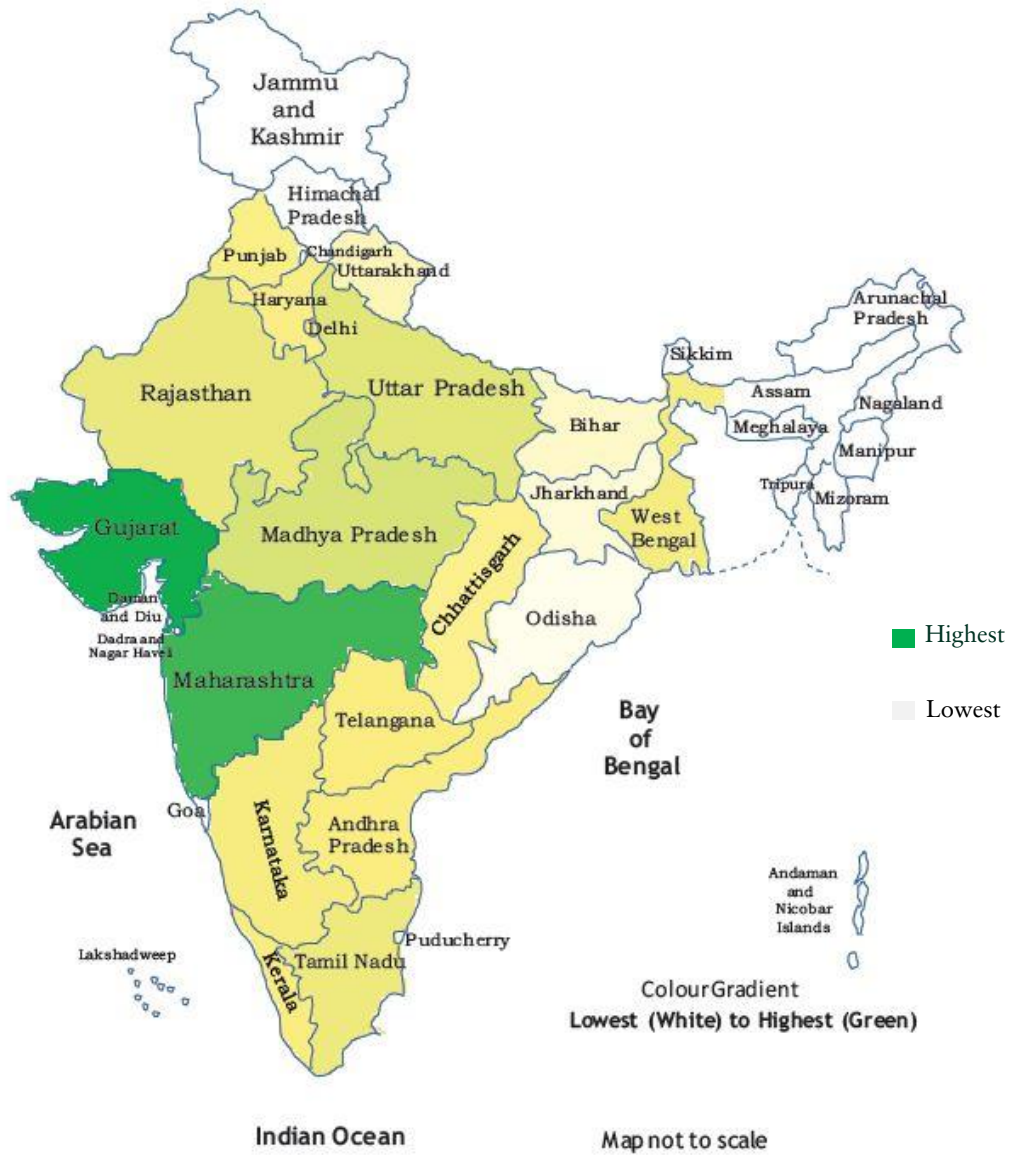 Jammu
and
Kashmir
Himachal
Pradesh
Punjab
Chandigarh
Uttarakhand
Haryana
Delhi
Arunachal
Pradesh
Sikkim
Rajasthan
Uttar Pradesh
Assam
Nagaland
Bihar
Meghalaya
Manipur
Jharkhand
Tripura
Mizoram
Gujarat
Madhya Pradesh
West
Bengal
Chhattisgarh
Daman
and Diu
Dadra and
Nagar Haveli
Odisha
Highest
Maharashtra
Telangana
Lowest
Bay
of
Bengal
Goa
Arabian
Sea
Karnataka
Andhra
Pradesh
Andaman
and
Nicobar
Islands
Puducherry
Lakshadweep
Kerala
Tamil Nadu
Colour Gradient
Lowest (White) to Highest (Green)
Indian Ocean
Map not to scale